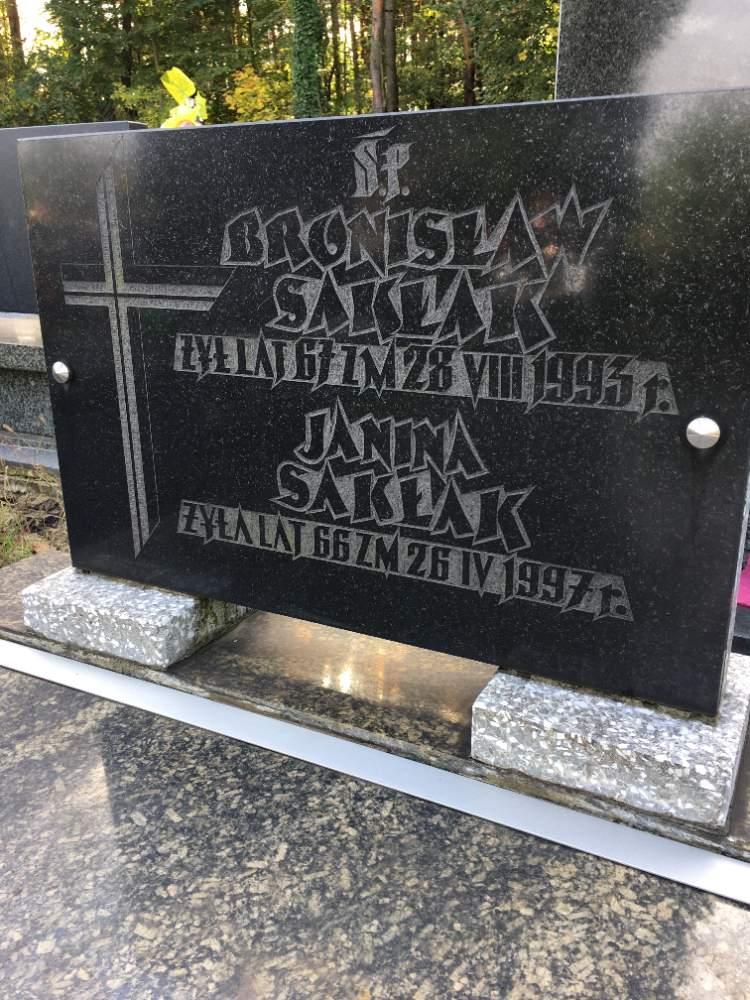 Ś.P.
BRONISŁAW
SAKŁAK
ŻYŁ LAT 67 ZM 28 VIII 1993 r.
JANINA
SAKŁAK
ŻYŁA LAT 66 ZM 26 IV 1997 r.